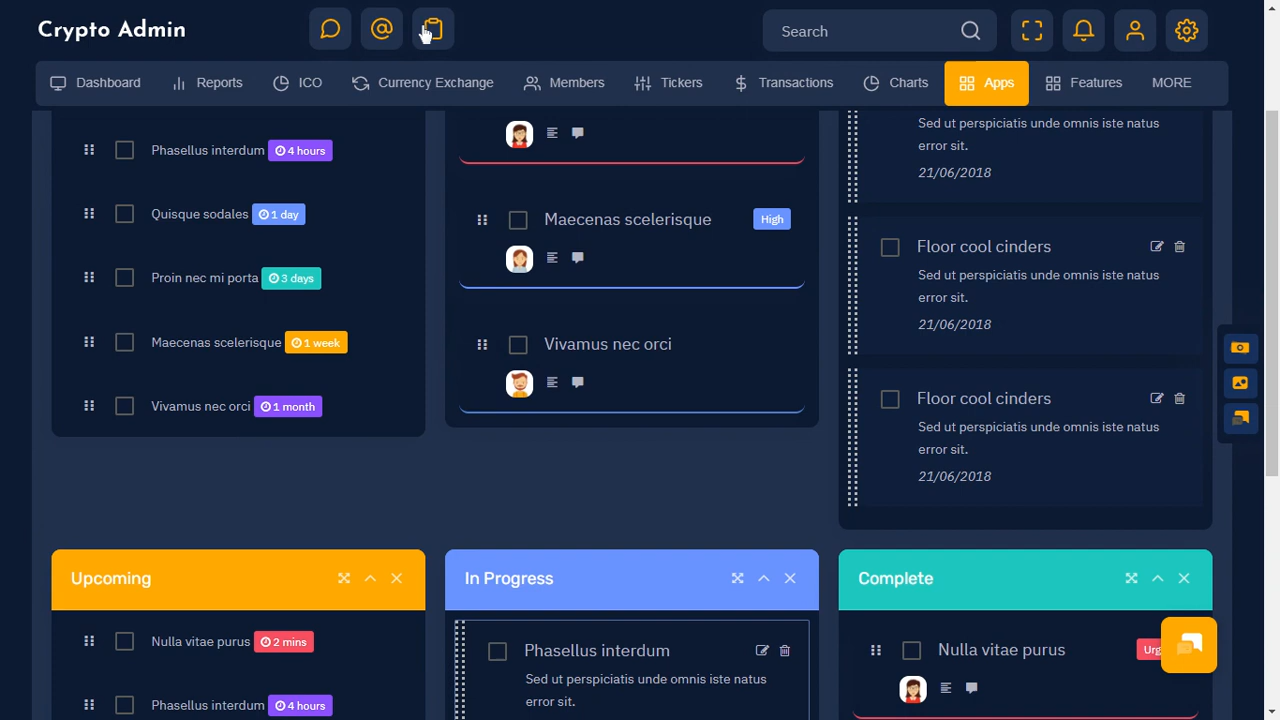 Crypto Admin
Search
Dashboard
Reports
ICO
Currency Exchange
Members
Tickers
Transactions
Charts
Apps
Features
MORE
Phasellus interdum 4 hours
Quisque sodales 1 day
Proin nec mi porta 3 days
Maecenas scelerisque 1 week
Vivamus nec orci 1 month
Maecenas scelerisque High
Vivamus nec orci
Sed ut perspiciatis unde omnis iste natus
error sit.
21/06/2018
Floor cool cinders
Sed ut perspiciatis unde omnis iste natus
error sit.
21/06/2018
Floor cool cinders
Sed ut perspiciatis unde omnis iste natus
error sit.
21/06/2018
Upcoming
Nulla vitae purus 2 mins
Phasellus interdum 4 hours
In Progress
Phasellus interdum
Sed ut perspiciatis unde omnis iste natus
error sit.
Complete
Nulla vitae purus